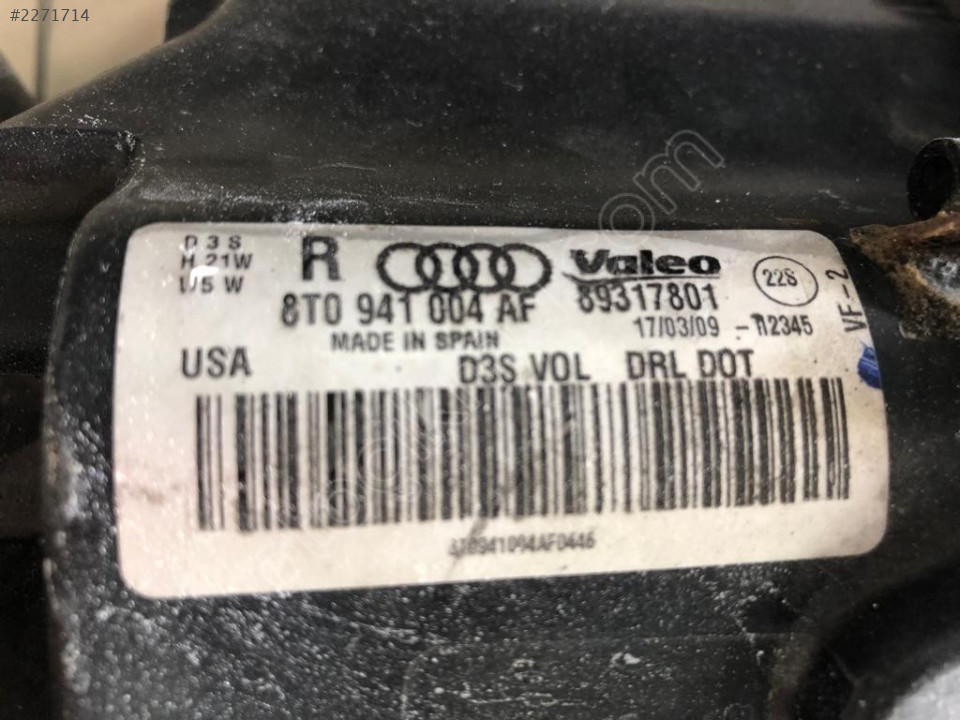 #2271714
D3S
H 21W
W5W
R
Valeo
22S
8T0 941 004 AF
89317801
MADE IN SPAIN
17/03/09
VF-2
USA
D3S VOL DRL DOT